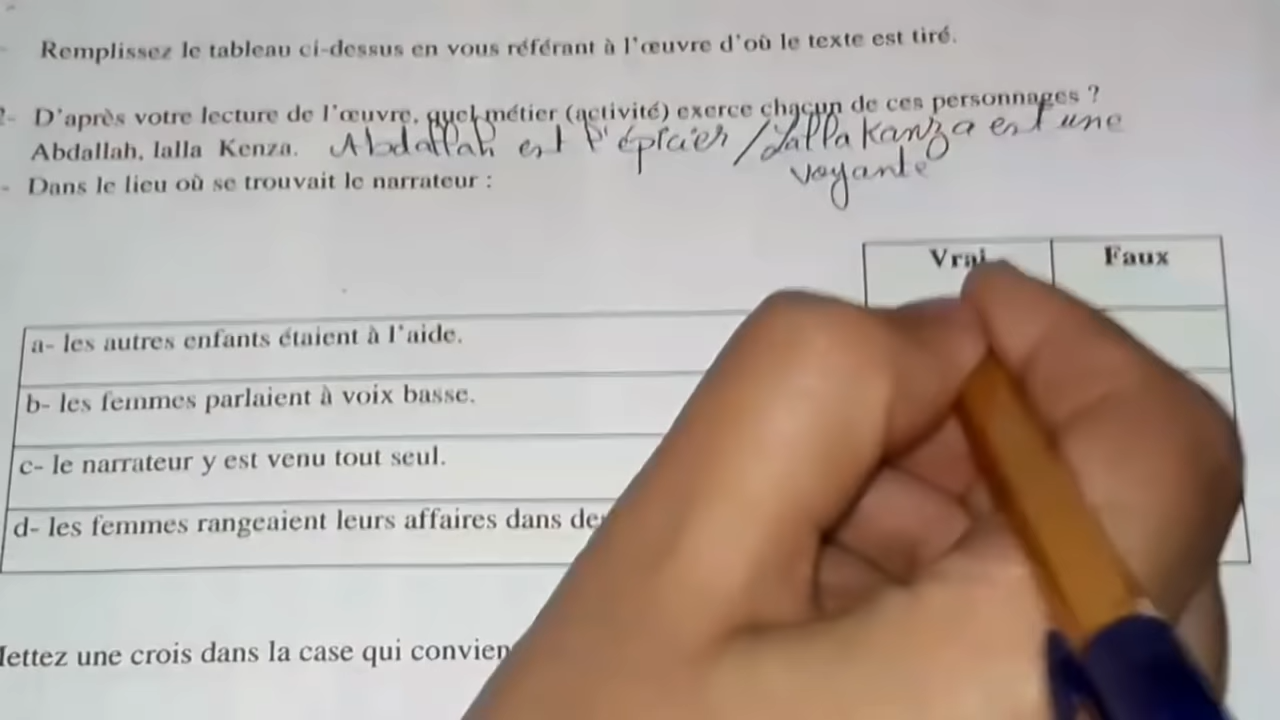 Remplissez le tableau ci-dessus en vous référant à l'œuvre d'où le texte est tiré.
2- D'après votre lecture de l'œuvre, quel métier (activité) exerce chacun de ces personnages ?
Abdallah, lalla Kenza. Abdallah est l'épicier / Lalla Kanza est une
voyante
- Dans le lieu où se trouvait le narrateur :
Vrai Faux
a- les autres enfants étaient à l'aide.
b- les femmes parlaient à voix basse.
c- le narrateur y est venu tout seul.
d- les femmes rangeaient leurs affaires dans
Mettez une crois dans la case qui